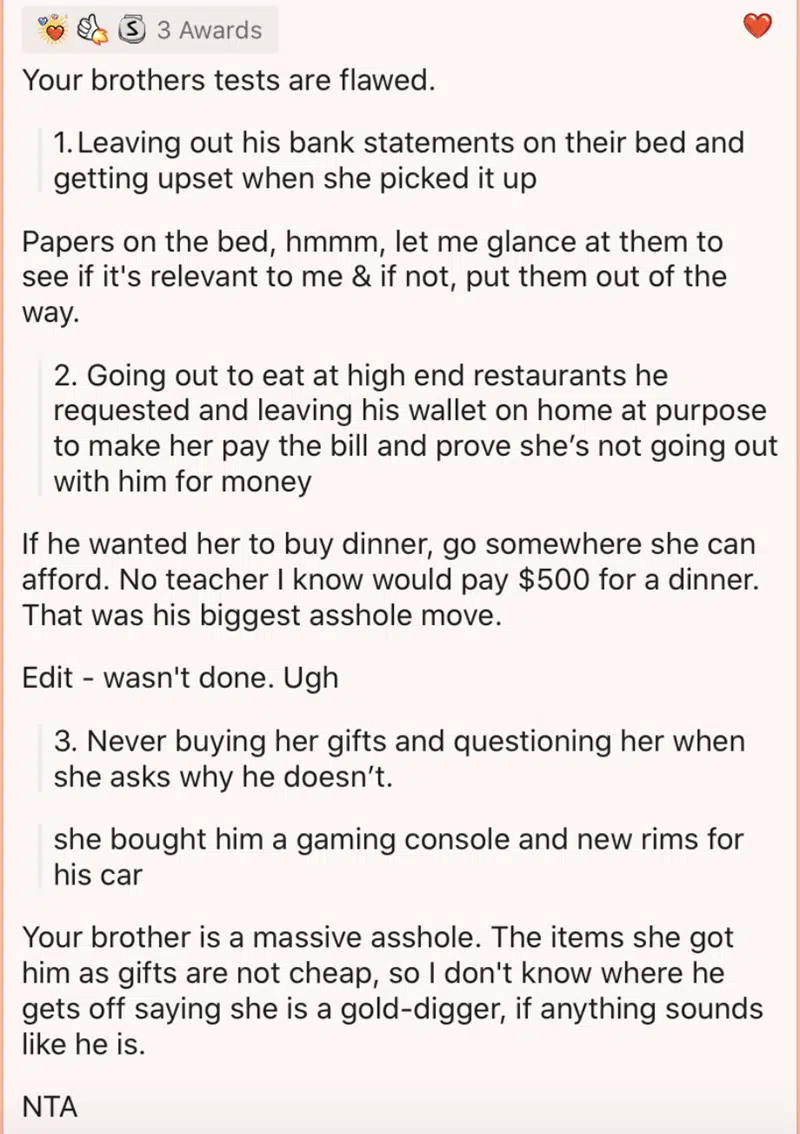 3 Awards
Your brothers tests are flawed.
1. Leaving out his bank statements on their bed and
getting upset when she picked it up
Papers on the bed, hmmm, let me glance at them to
see if it's relevant to me & if not, put them out of the
way.
2. Going out to eat at high end restaurants he
requested and leaving his wallet on home at purpose
to make her pay the bill and prove she’s not going out
with him for money
If he wanted her to buy dinner, go somewhere she can
afford. No teacher I know would pay $500 for a dinner.
That was his biggest asshole move.
Edit - wasn't done. Ugh
3. Never buying her gifts and questioning her when
she asks why he doesn’t.
she bought him a gaming console and new rims for
his car
Your brother is a massive asshole. The items she got
him as gifts are not cheap, so I don't know where he
gets off saying she is a gold-digger, if anything sounds
like he is.
NTA